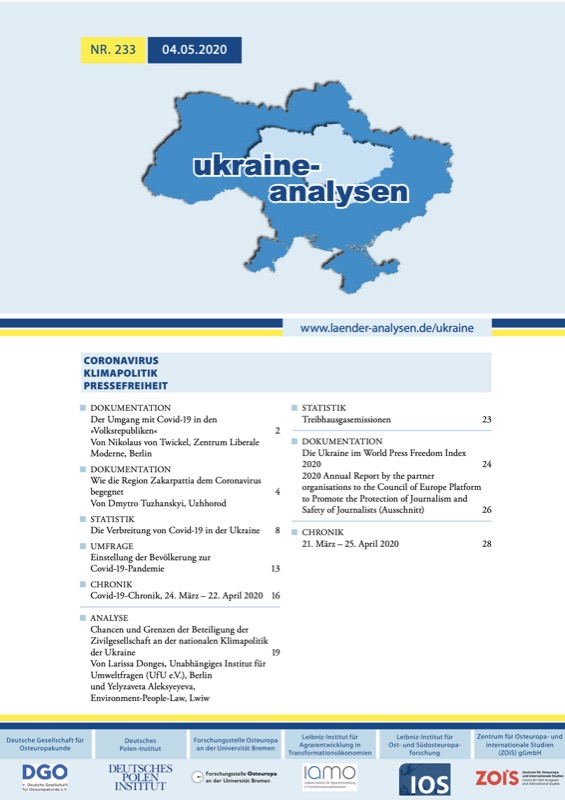 NR. 233
04.05.2020
ukraine-
analysen
www.laender-analysen.de/ukraine
CORONAVIRUS
KLIMAPOLITIK
PRESSEFREIHEIT
DOKUMENTATION
Der Umgang mit Covid-19 in den
»Volksrepubliken« 2
Von Nikolaus von Twickel, Zentrum Liberale
Moderne, Berlin
DOKUMENTATION
Wie die Region Zakarpattia dem Coronavirus
begegnet 4
Von Dmytro Tuzhanskyi, Uzhhorod
STATISTIK
Die Verbreitung von Covid-19 in der Ukraine 8
UMFRAGE
Einstellung der Bevölkerung zur
Covid-19-Pandemie 13
CHRONIK
Covid-19-Chronik, 24. März – 22. April 2020 16
ANALYSE
Chancen und Grenzen der Beteiligung der
Zivilgesellschaft an der nationalen Klimapolitik
der Ukraine 19
Von Larissa Donges, Unabhängiges Institut für
Umweltfragen (UfU e.V.), Berlin
und Yelyzaveta Aleksyeyeva,
Environment-People-Law, Lwiw
STATISTIK
Treibhausgasemissionen 23
DOKUMENTATION
Die Ukraine im World Press Freedom Index
2020 24
2020 Annual Report by the partner
organisations to the Council of Europe Platform
to Promote the Protection of Journalism and
Safety of Journalists (Ausschnitt) 26
CHRONIK
21. März – 25. April 2020 28
Deutsche Gesellschaft für
Osteuropakunde
Deutsches
Polen-Institut
Forschungsstelle Osteuropa
an der Universität Bremen
Leibniz-Institut für
Agrarentwicklung in
Transformationsökonomien
Leibniz-Institut für
Ost- und Südosteuropa-
forschung
Zentrum für Osteuropa- und
internationale Studien
(ZOiS) gGmbH
DGO
Deutsche Gesellschaft
für Osteuropakunde e.V.
DEUTSCHES
POLEN
INSTITUT
Forschungsstelle Osteuropa
an der Universität Bremen
iamo
IOS
ZOiS
Zentrum für Osteuropa-
und internationale Studien